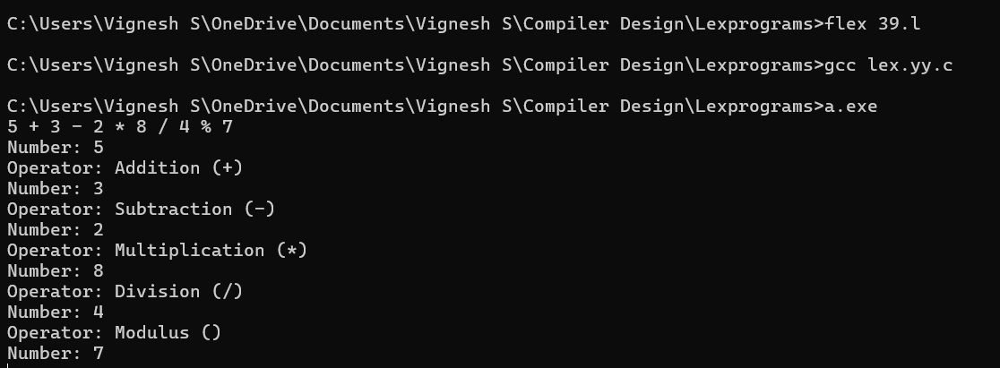 C:\Users\Vignesh S\OneDrive\Documents\Vignesh S\Compiler Design\Lexprograms>flex 39.l
C:\Users\Vignesh S\OneDrive\Documents\Vignesh S\Compiler Design\Lexprograms>gcc lex.yy.c
C:\Users\Vignesh S\OneDrive\Documents\Vignesh S\Compiler Design\Lexprograms>a.exe
5 + 3 - 2 * 8 / 4 % 7
Number: 5
Operator: Addition (+)
Number: 3
Operator: Subtraction (-)
Number: 2
Operator: Multiplication (*)
Number: 8
Operator: Division (/)
Number: 4
Operator: Modulus ()
Number: 7